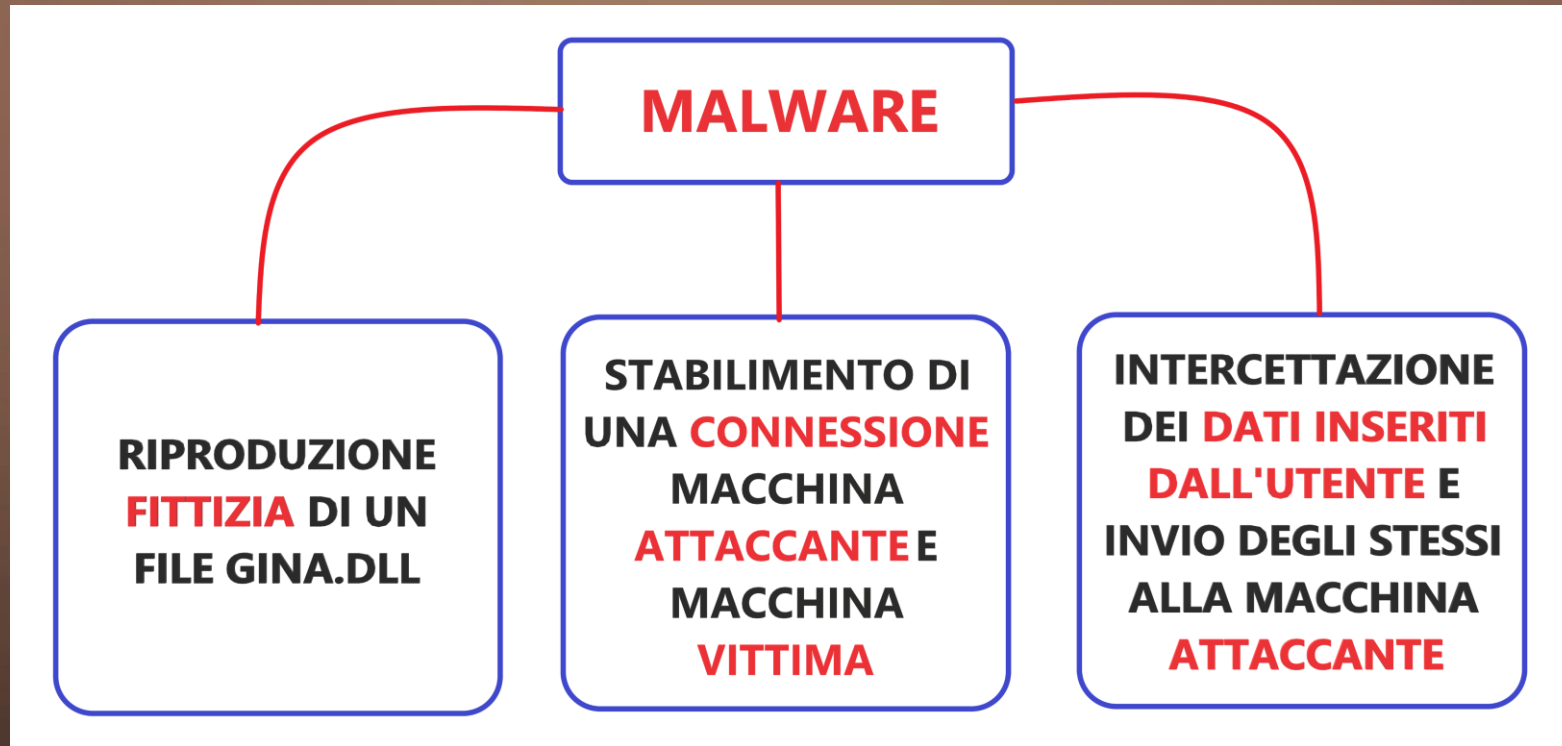 MALWARE
RIPRODUZIONE
FITTIZIA DI UN
FILE GINA.DLL
STABILIMENTO DI
UNA CONNESSIONE
MACCHINA
ATTACCANTE E
MACCHINA
VITTIMA
INTERCETTAZIONE
DEI DATI INSERITI
DALL'UTENTE E
INVIO DEGLI STESSI
ALLA MACCHINA
ATTACCANTE